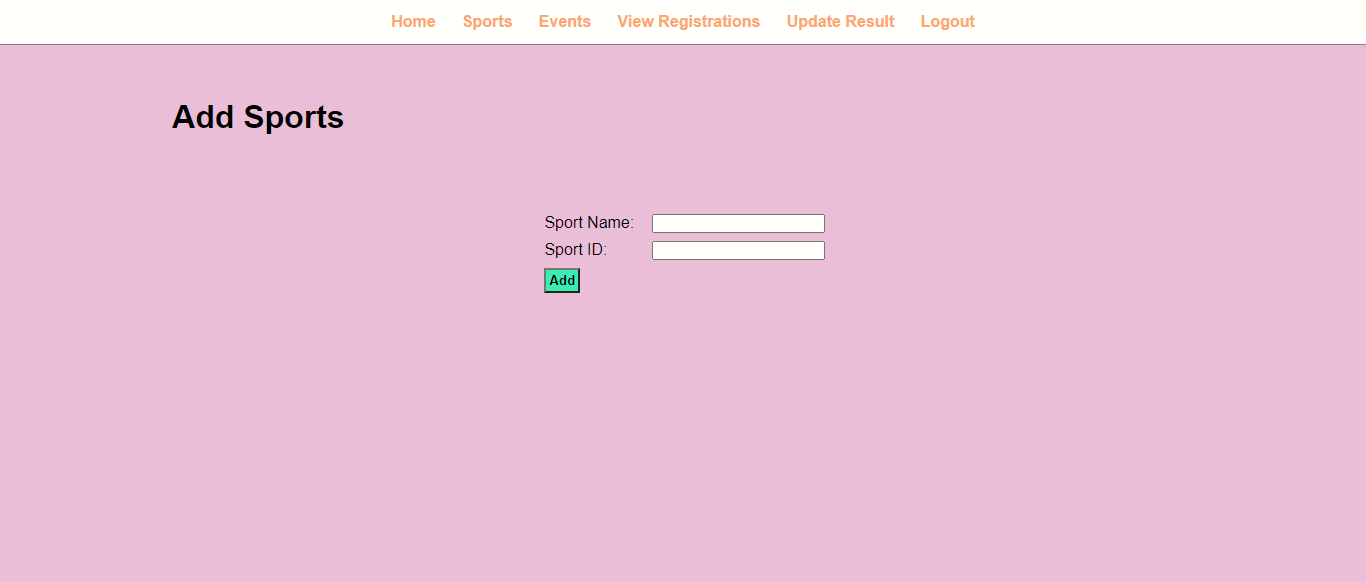 Home Sports Events View Registrations Update Result Logout
Add Sports
Sport Name:
Sport ID:
Add